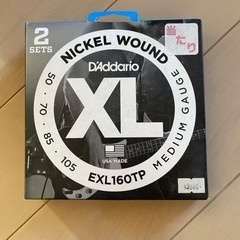 2
SETS
NICKEL WOUND
当たり
D'Addario
XL
50 · 70 · 85 · 105
MEDIUM GAUGE
USA MADE
EXL160TP